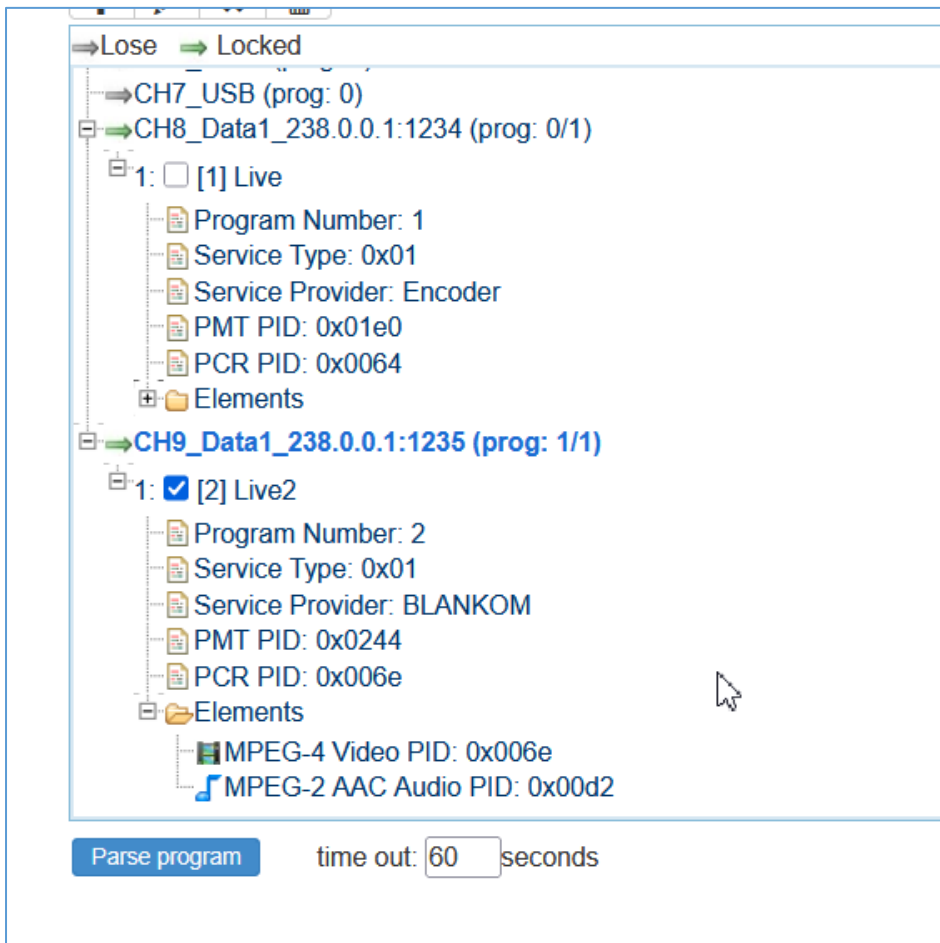 Lose Locked
CH7_USB (prog: 0)
CH8_Data1_238.0.0.1:1234 (prog: 0/1)
1: [1] Live
Program Number: 1
Service Type: 0x01
Service Provider: Encoder
PMT PID: 0x01e0
PCR PID: 0x0064
Elements
CH9_Data1_238.0.0.1:1235 (prog: 1/1)
1: [2] Live2
Program Number: 2
Service Type: 0x01
Service Provider: BLANKOM
PMT PID: 0x0244
PCR PID: 0x006e
Elements
MPEG-4 Video PID: 0x006e
MPEG-2 AAC Audio PID: 0x00d2
Parse program time out: 60 seconds